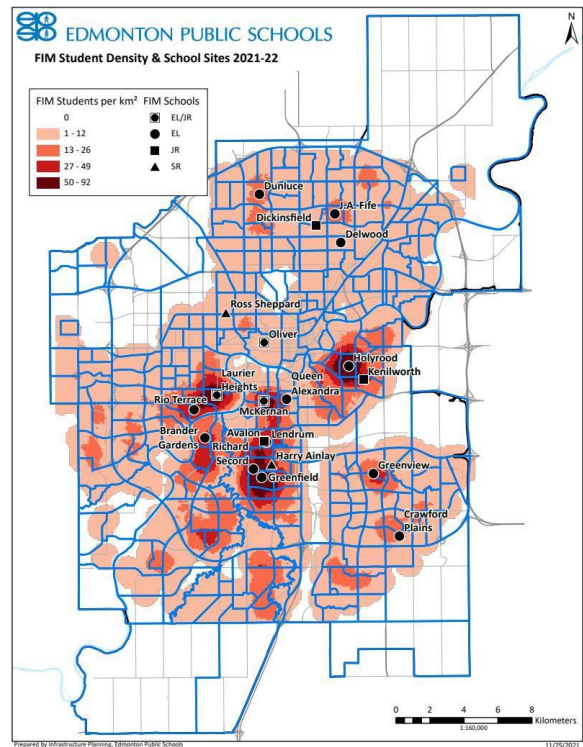 EDMONTON PUBLIC SCHOOLS
N
FIM Student Density & School Sites 2021-22
FIM Students per km² FIM Schools
0 EL/JR
1 - 12 EL
13 - 26 JR
27 - 49 SR
50 - 92
Dunluce
J.A. Fife
Dickinsfield
Delwood
Ross Sheppard
Oliver
Holyrood
Kenilworth
Laurier
Heights
Queen
Alexandra
Rio Terrace
McKernan
Brander
Gardens
Avalon
Lendrum
Richard
Secord
Harry Ainlay
Greenfield
Greenview
Crawford
Plains
0 2 4 6 8
Kilometers
1:160,000
Prepared by Infrastructure Planning, Edmonton Public Schools
11/25/2021